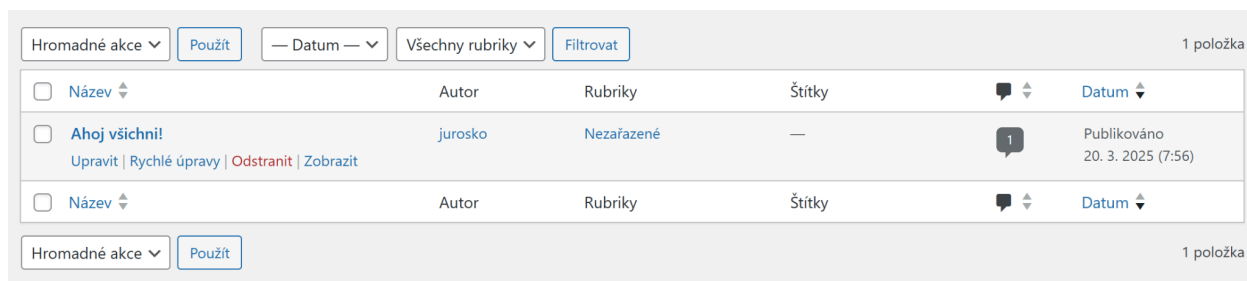 Hromadné akce Použít — Datum — Všechny rubriky Filtrovat 1 položka
Název Autor Rubriky Štítky Datum
Ahoj všichni! jurosko Nezařazené — 1 Publikováno
Upravit | Rychlé úpravy | Odstranit | Zobrazit 20. 3. 2025 (7:56)
Název Autor Rubriky Štítky Datum
Hromadné akce Použít 1 položka